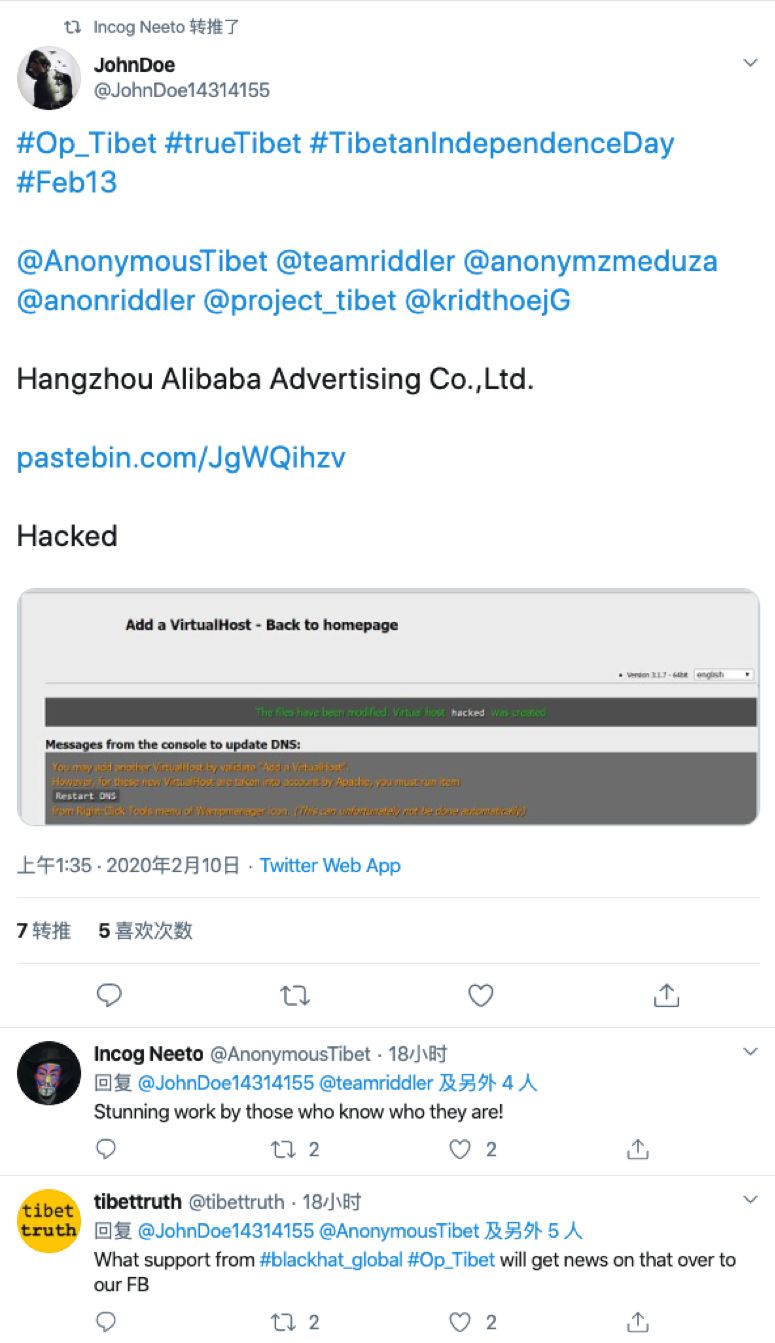 Incog Neeto 转推了
JohnDoe
@JohnDoe14314155
#Op_Tibet #trueTibet #TibetanIndependenceDay
#Feb13
@AnonymousTibet @teamriddler @anonymzmeduza
@anonriddler @project_tibet @kridthoejG
Hangzhou Alibaba Advertising Co.,Ltd.
pastebin.com/JgWQihzv
Hacked
Add a VirtualHost - Back to homepage
Version 3.1.7 - 64bit english
The files have been modified. Virtual host hacked was created
Messages from the console to update DNS:
You may add another VirtualHost by validate "Add a VirtualHost".
However, for these new VirtualHost are taken into account by Apache, you must run item
Restart DNS
from Right-Click Tools menu of Wampmanager icon. (This can unfortunately not be done automatically)
上午1:35 · 2020年2月10日 · Twitter Web App
7 转推 5 喜欢次数
Incog Neeto @AnonymousTibet · 18小时
回复 @JohnDoe14314155 @teamriddler 及另外 4 人
Stunning work by those who know who they are!
2 2
tibet
truth
tibettruth @tibettruth · 18小时
回复 @JohnDoe14314155 @AnonymousTibet 及另外 5 人
What support from #blackhat_global #Op_Tibet will get news on that over to
our FB
2 2